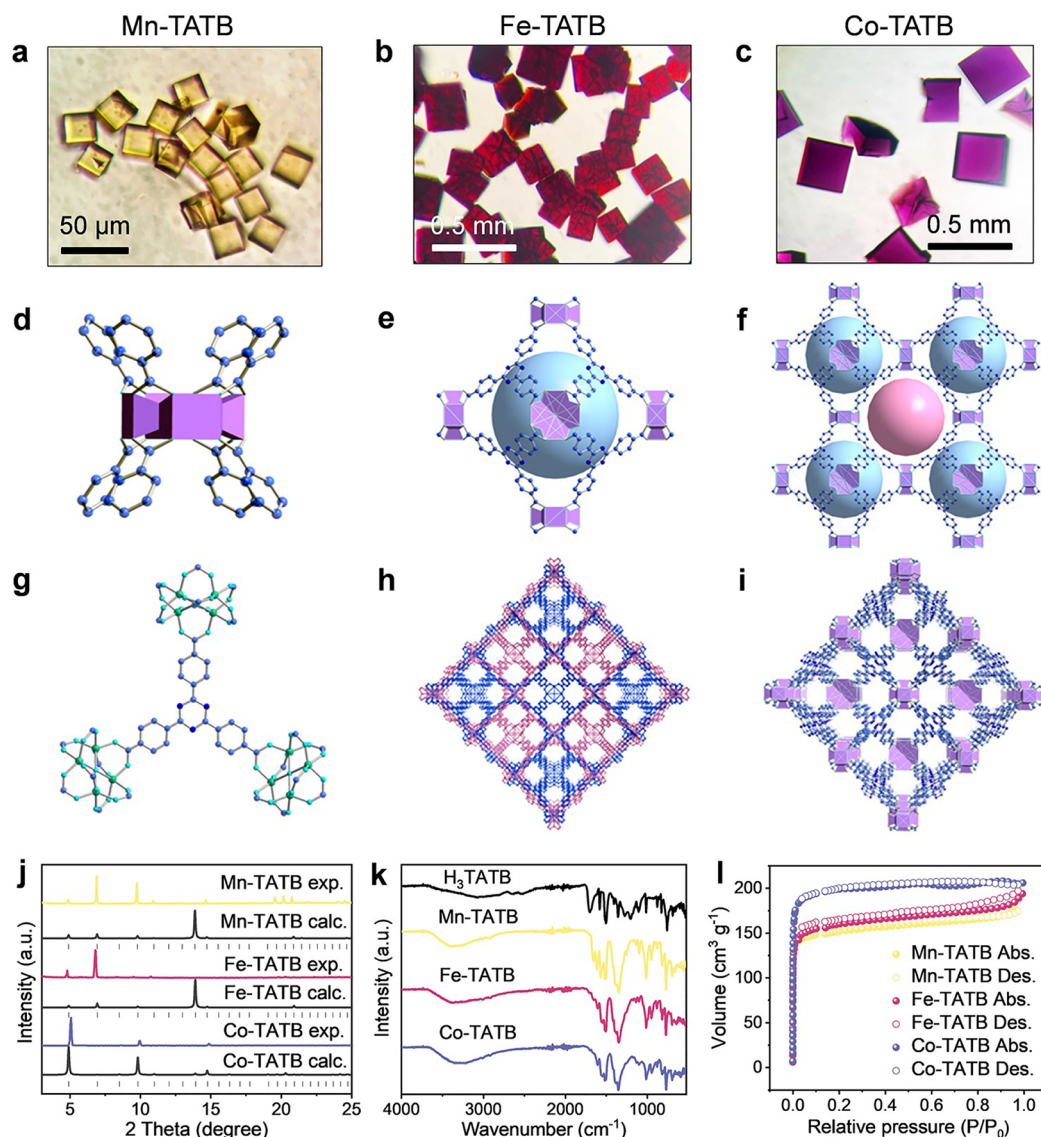 Mn-TATB
Fe-TATB
Co-TATB
a
50 µm
b
0.5 mm
c
0.5 mm
d
e
f
g
h
i
j
Mn-TATB exp.
Mn-TATB calc.
Fe-TATB exp.
Fe-TATB calc.
Co-TATB exp.
Co-TATB calc.
Intensity (a.u.)
5 10 15 20 25
2 Theta (degree)
k
H₃TATB
Mn-TATB
Fe-TATB
Co-TATB
Intensity (a.u.)
4000 3000 2000 1000
Wavenumber (cm⁻¹)
l
200
150
100
50
0
Volume (cm³ g⁻¹)
Mn-TATB Abs.
Mn-TATB Des.
Fe-TATB Abs.
Fe-TATB Des.
Co-TATB Abs.
Co-TATB Des.
0.0 0.2 0.4 0.6 0.8 1.0
Relative pressure (P/P₀)